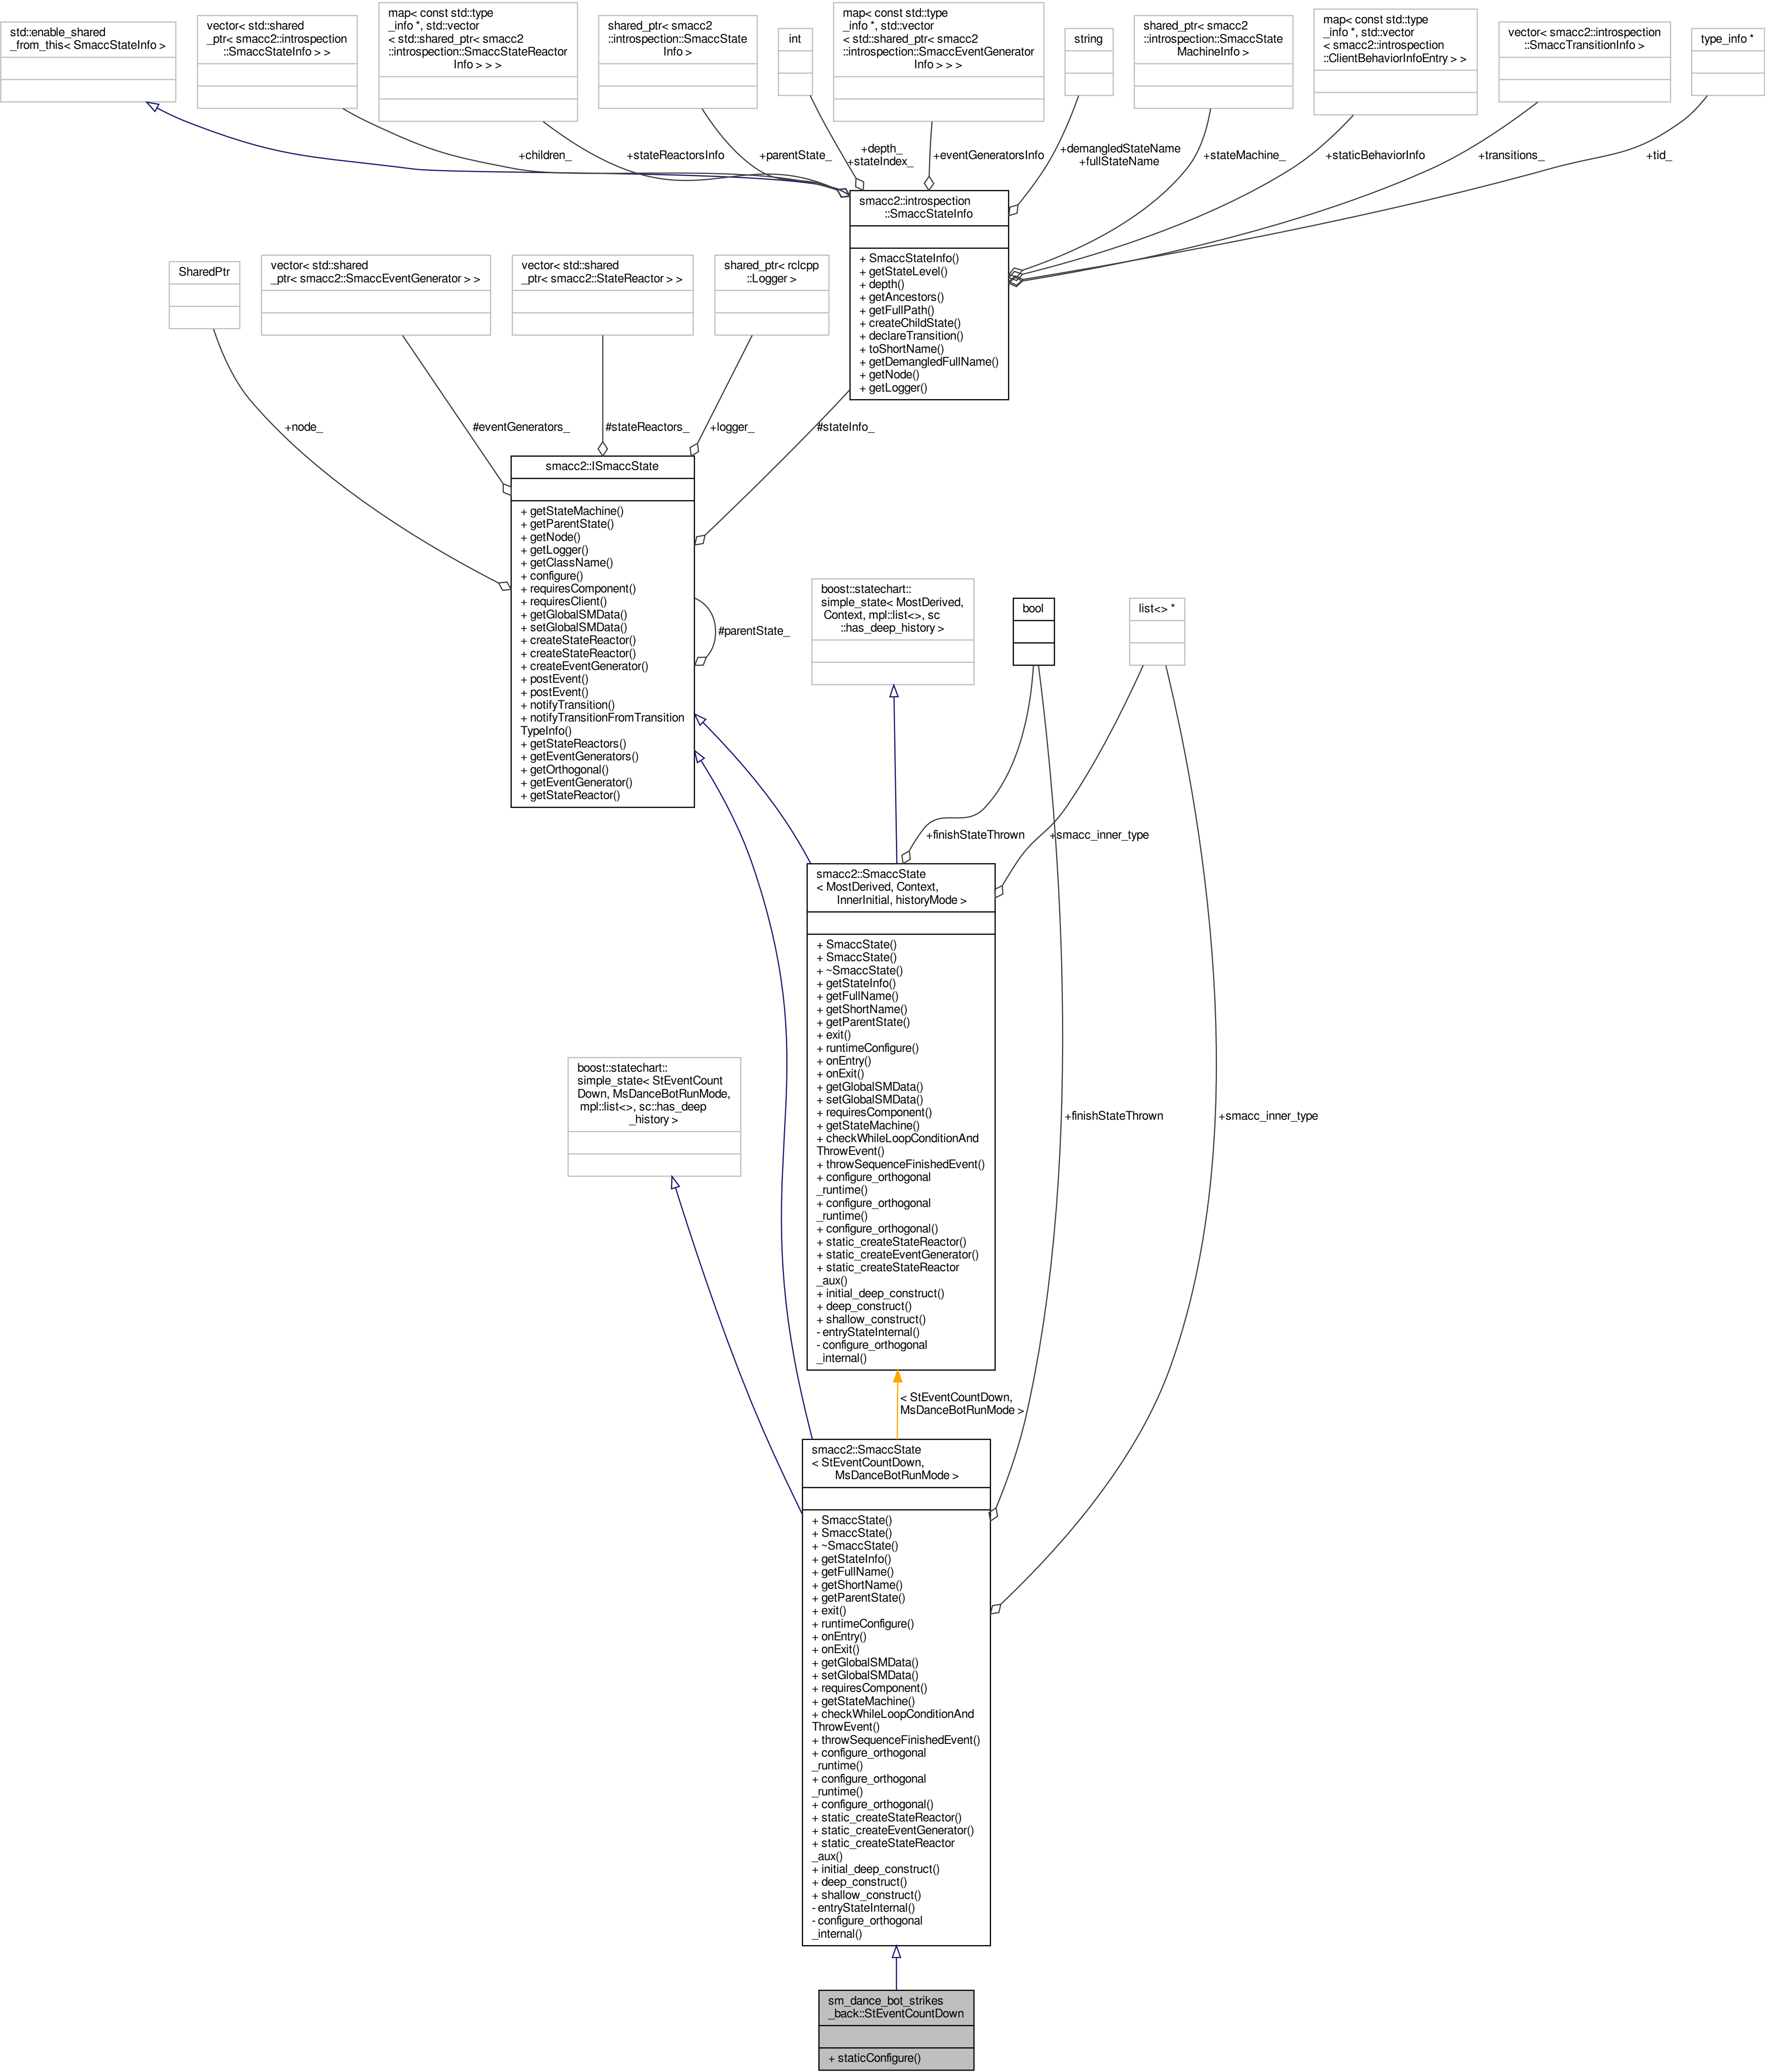 std::enable_shared
_from_this< SmaccStateInfo >
vector< std::shared
_ptr< smacc2::introspection
::SmaccStateInfo > >
map< const std::type
_info *, std::vector
< std::shared_ptr< smacc2
::introspection::SmaccStateReactor
Info > > >
shared_ptr< smacc2
::introspection::SmaccState
Info >
int
map< const std::type
_info *, std::vector
< std::shared_ptr< smacc2
::introspection::SmaccEventGenerator
Info > > >
string
shared_ptr< smacc2
::introspection::SmaccState
MachineInfo >
map< const std::type
_info *, std::vector
< smacc2::introspection
::ClientBehaviorInfoEntry > >
vector< smacc2::introspection
::SmaccTransitionInfo >
type_info *
+children_
+stateReactorsInfo
+parentState_
+depth_
+stateIndex_
+eventGeneratorsInfo
+demangledStateName
+fullStateName
+stateMachine_
+staticBehaviorInfo
+transitions_
+tid_
smacc2::introspection
::SmaccStateInfo
+ SmaccStateInfo()
+ getStateLevel()
+ depth()
+ getAncestors()
+ getFullPath()
+ createChildState()
+ declareTransition()
+ toShortName()
+ getDemangledFullName()
+ getNode()
+ getLogger()
SharedPtr
vector< std::shared
_ptr< smacc2::SmaccEventGenerator > >
vector< std::shared
_ptr< smacc2::StateReactor > >
shared_ptr< rclcpp
::Logger >
+node_
#eventGenerators_
#stateReactors_
+logger_
#stateInfo_
smacc2::ISmaccState
+ getStateMachine()
+ getParentState()
+ getNode()
+ getLogger()
+ getClassName()
+ configure()
+ requiresComponent()
+ requiresClient()
+ getGlobalSMData()
+ setGlobalSMData()
+ createStateReactor()
+ createStateReactor()
+ createEventGenerator()
+ postEvent()
+ postEvent()
+ notifyTransition()
+ notifyTransitionFromTransition
TypeInfo()
+ getStateReactors()
+ getEventGenerators()
+ getOrthogonal()
+ getEventGenerator()
+ getStateReactor()
#parentState_
boost::statechart::
simple_state< MostDerived,
Context, mpl::list<>, sc
::has_deep_history >
bool
list<> *
+finishStateThrown
+smacc_inner_type
smacc2::SmaccState
< MostDerived, Context,
InnerInitial, historyMode >
+ SmaccState()
+ SmaccState()
+ ~SmaccState()
+ getStateInfo()
+ getFullName()
+ getShortName()
+ getParentState()
+ exit()
+ runtimeConfigure()
+ onEntry()
+ onExit()
+ getGlobalSMData()
+ setGlobalSMData()
+ requiresComponent()
+ getStateMachine()
+ checkWhileLoopConditionAnd
ThrowEvent()
+ throwSequenceFinishedEvent()
+ configure_orthogonal
_runtime()
+ configure_orthogonal
_runtime()
+ configure_orthogonal()
+ static_createStateReactor()
+ static_createEventGenerator()
+ static_createStateReactor
_aux()
+ initial_deep_construct()
+ deep_construct()
+ shallow_construct()
- entryStateInternal()
- configure_orthogonal
_internal()
boost::statechart::
simple_state< StEventCount
Down, MsDanceBotRunMode,
mpl::list<>, sc::has_deep
_history >
+finishStateThrown
+smacc_inner_type
< StEventCountDown,
MsDanceBotRunMode >
smacc2::SmaccState
< StEventCountDown,
MsDanceBotRunMode >
+ SmaccState()
+ SmaccState()
+ ~SmaccState()
+ getStateInfo()
+ getFullName()
+ getShortName()
+ getParentState()
+ exit()
+ runtimeConfigure()
+ onEntry()
+ onExit()
+ getGlobalSMData()
+ setGlobalSMData()
+ requiresComponent()
+ getStateMachine()
+ checkWhileLoopConditionAnd
ThrowEvent()
+ throwSequenceFinishedEvent()
+ configure_orthogonal
_runtime()
+ configure_orthogonal
_runtime()
+ configure_orthogonal()
+ static_createStateReactor()
+ static_createEventGenerator()
+ static_createStateReactor
_aux()
+ initial_deep_construct()
+ deep_construct()
+ shallow_construct()
- entryStateInternal()
- configure_orthogonal
_internal()
sm_dance_bot_strikes
_back::StEventCountDown
+ staticConfigure()